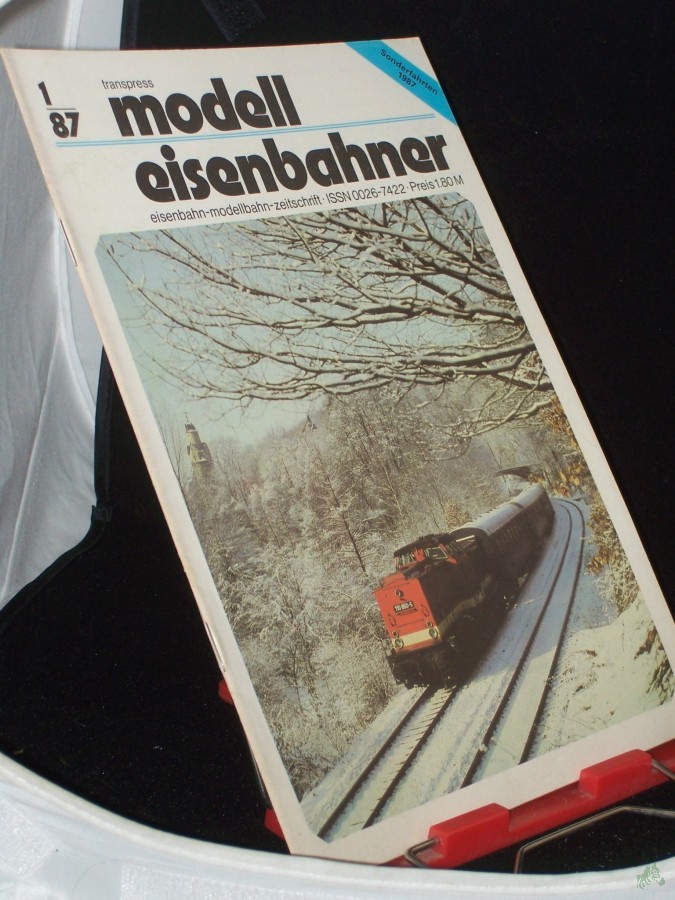 Sonderfahrten
1987
1/87
transpress
modell
eisenbahner
eisenbahn-modellbahn-zeitschrift · ISSN 0026-7422 · Preis 1,80 M